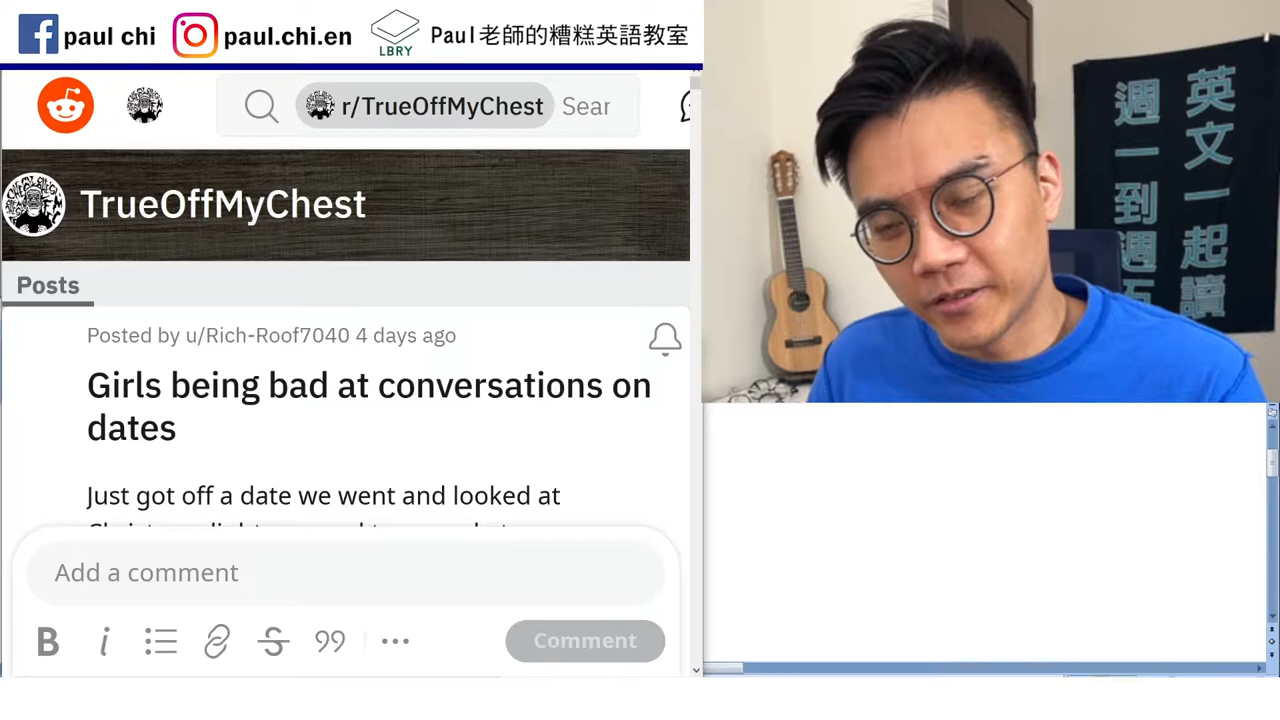 paul chi
paul.chi.en
LBRY
Paul老師的糟糕英語教室
r/TrueOffMyChest
Sear
TrueOffMyChest
Posts
Posted by u/Rich-Roof7040 4 days ago
Girls being bad at conversations on
dates
Just got off a date we went and looked at
Add a comment
Comment
英文一起讀
週一到週五